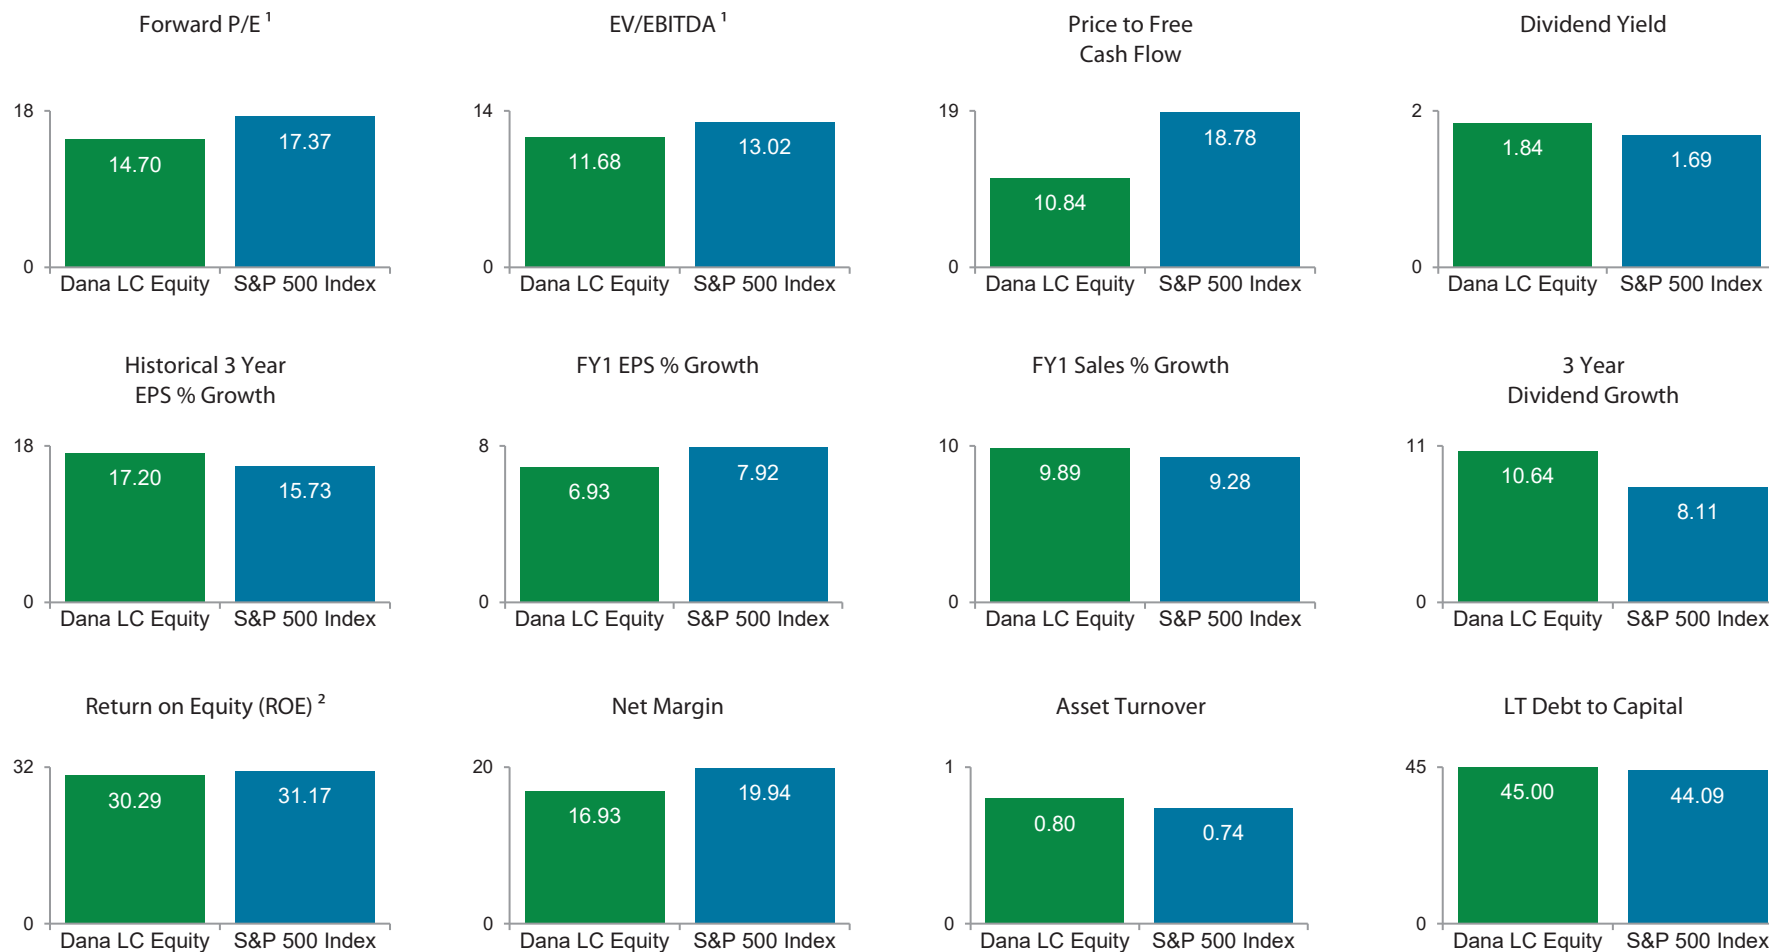 Forward P/E ¹
18
14.70
17.37
0
Dana LC Equity
S&P 500 Index
EV/EBITDA ¹
14
11.68
13.02
0
Dana LC Equity
S&P 500 Index
Price to Free
Cash Flow
19
10.84
18.78
0
Dana LC Equity
S&P 500 Index
Dividend Yield
2
1.84
1.69
0
Dana LC Equity
S&P 500 Index
Historical 3 Year
EPS % Growth
18
17.20
15.73
0
Dana LC Equity
S&P 500 Index
FY1 EPS % Growth
8
6.93
7.92
0
Dana LC Equity
S&P 500 Index
FY1 Sales % Growth
10
9.89
9.28
0
Dana LC Equity
S&P 500 Index
3 Year
Dividend Growth
11
10.64
8.11
0
Dana LC Equity
S&P 500 Index
Return on Equity (ROE) ²
32
30.29
31.17
0
Dana LC Equity
S&P 500 Index
Net Margin
20
16.93
19.94
0
Dana LC Equity
S&P 500 Index
Asset Turnover
1
0.80
0.74
0
Dana LC Equity
S&P 500 Index
LT Debt to Capital
45
45.00
44.09
0
Dana LC Equity
S&P 500 Index